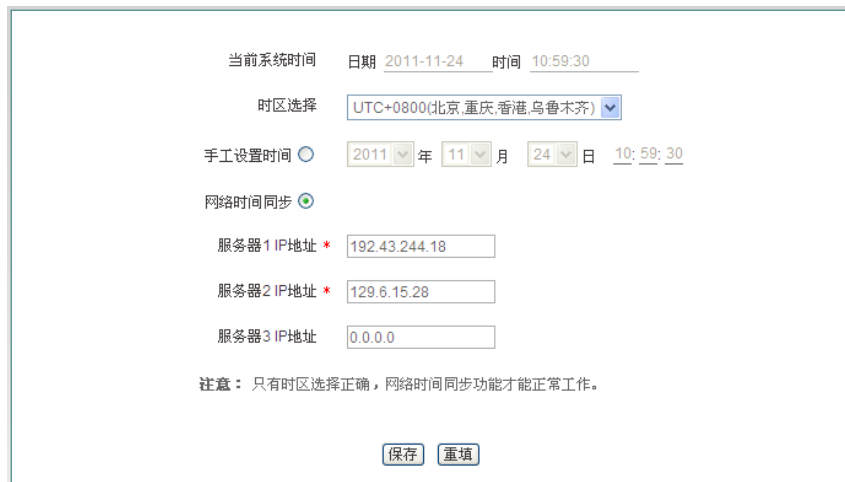 当前系统时间 日期 2011-11-24 时间 10:59:30
时区选择 UTC+0800(北京,重庆,香港,乌鲁木齐)
手工设置时间 2011 年 11 月 24 日 10: 59: 30
网络时间同步
服务器1 IP地址 * 192.43.244.18
服务器2 IP地址 * 129.6.15.28
服务器3 IP地址 0.0.0.0
注意： 只有时区选择正确，网络时间同步功能才能正常工作。
保存 重填